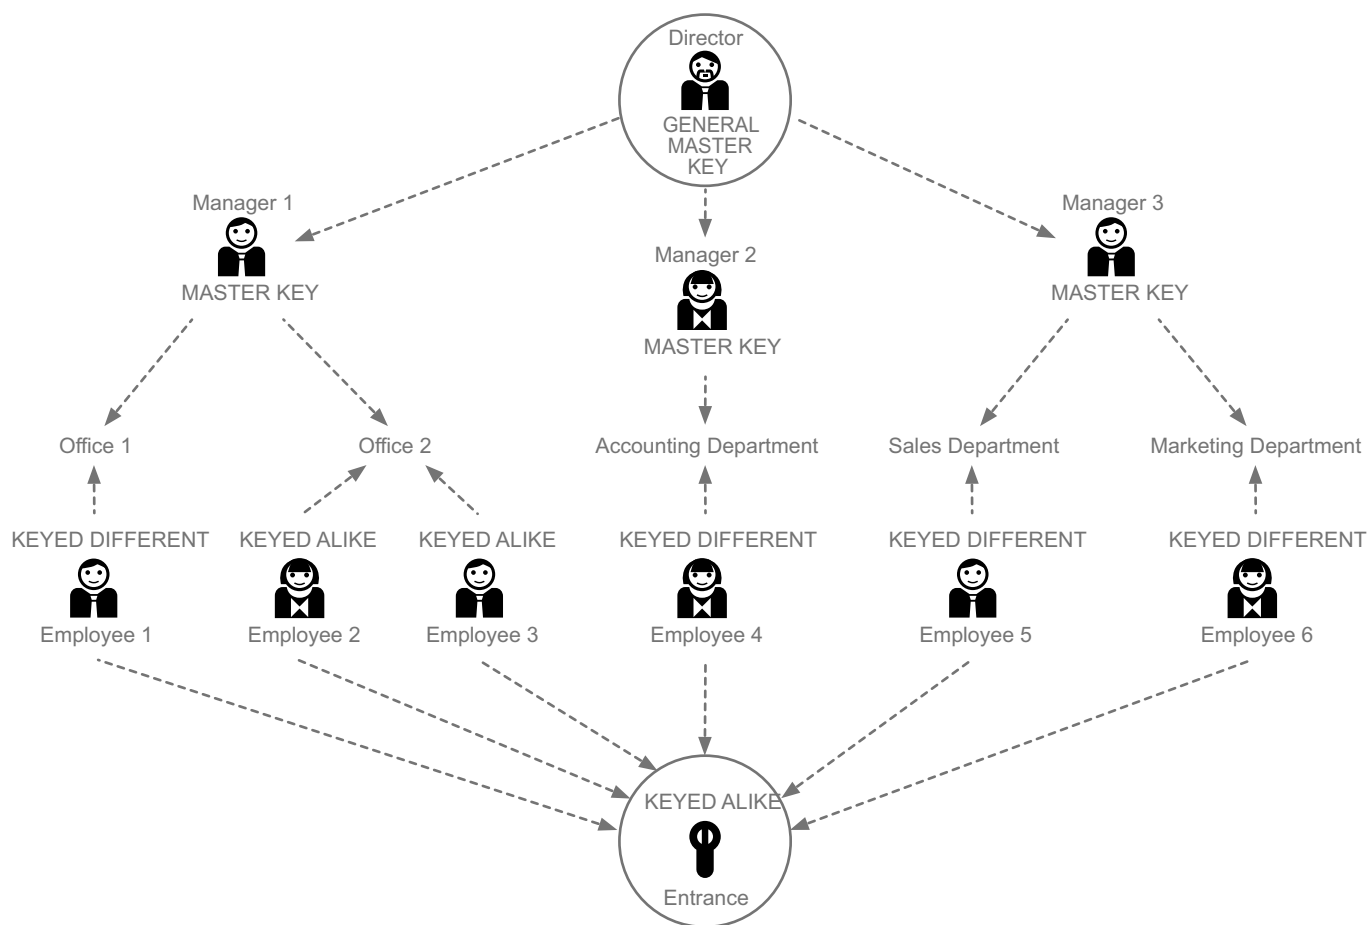 Director
GENERAL
MASTER
KEY
Manager 1
MASTER KEY
Manager 2
MASTER KEY
Manager 3
MASTER KEY
Office 1
Office 2
Accounting Department
Sales Department
Marketing Department
KEYED DIFFERENT
KEYED ALIKE
KEYED ALIKE
KEYED DIFFERENT
KEYED DIFFERENT
KEYED DIFFERENT
Employee 1
Employee 2
Employee 3
Employee 4
Employee 5
Employee 6
KEYED ALIKE
Entrance